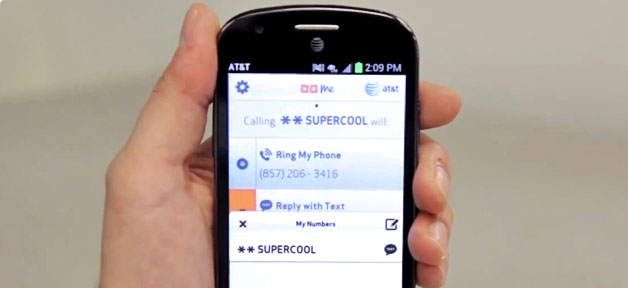 AT&T 2:09 PM
** me at&t
Calling ** SUPERCOOL will:
Ring My Phone
(857) 206 - 3416
Reply with Text
My Numbers
** SUPERCOOL